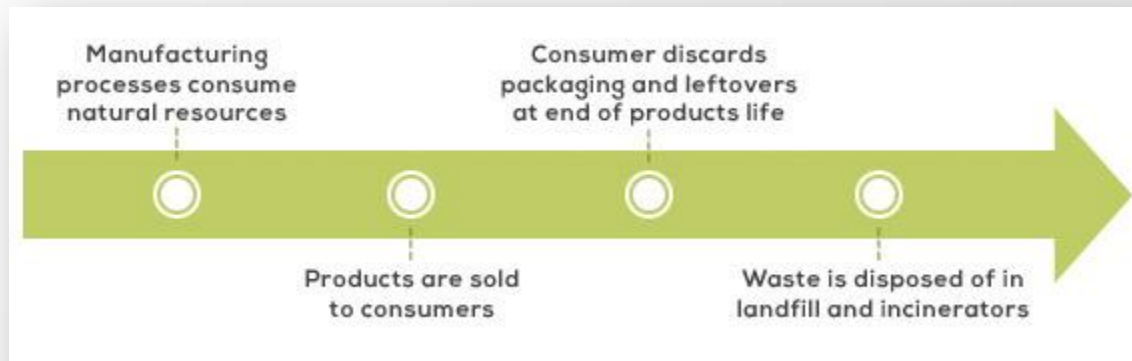 Manufacturing
processes consume
natural resources
Products are sold
to consumers
Consumer discards
packaging and leftovers
at end of products life
Waste is disposed of in
landfill and incinerators